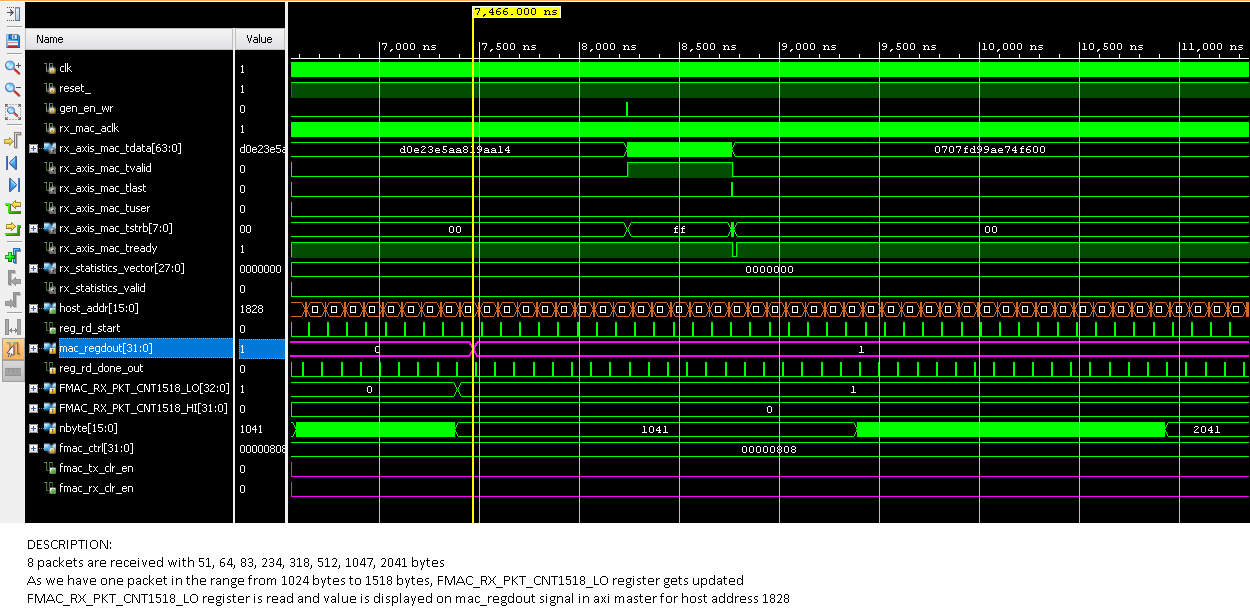 7,466.000 ns
Name Value
7,000 ns 7,500 ns 8,000 ns 8,500 ns 9,000 ns 9,500 ns 10,000 ns 10,500 ns 11,000 ns
clk 1
reset_ 1
gen_en_wr 0
rx_mac_aclk 1
rx_axis_mac_tdata[63:0] d0e23e5a d0e23e5aa819aa14 0707fd99ae74f600
rx_axis_mac_tvalid 0
rx_axis_mac_tlast 0
rx_axis_mac_tuser 0
rx_axis_mac_tstrb[7:0] 00 00 ff 00
rx_axis_mac_tready 1
rx_statistics_vector[27:0] 0000000 0000000
rx_statistics_valid 0
host_addr[15:0] 1828
reg_rd_start 0
mac_regdout[31:0] 1 0 1
reg_rd_done_out 0
FMAC_RX_PKT_CNT1518_LO[32:0] 1 0 1
FMAC_RX_PKT_CNT1518_HI[31:0] 0 0
nbyte[15:0] 1041 1041 2041
fmac_ctrl[31:0] 00000808 00000808
fmac_tx_clr_en 0
fmac_rx_clr_en 0
DESCRIPTION:
8 packets are received with 51, 64, 83, 234, 318, 512, 1047, 2041 bytes
As we have one packet in the range from 1024 bytes to 1518 bytes, FMAC_RX_PKT_CNT1518_LO register gets updated
FMAC_RX_PKT_CNT1518_LO register is read and value is displayed on mac_regdout signal in axi master for host address 1828